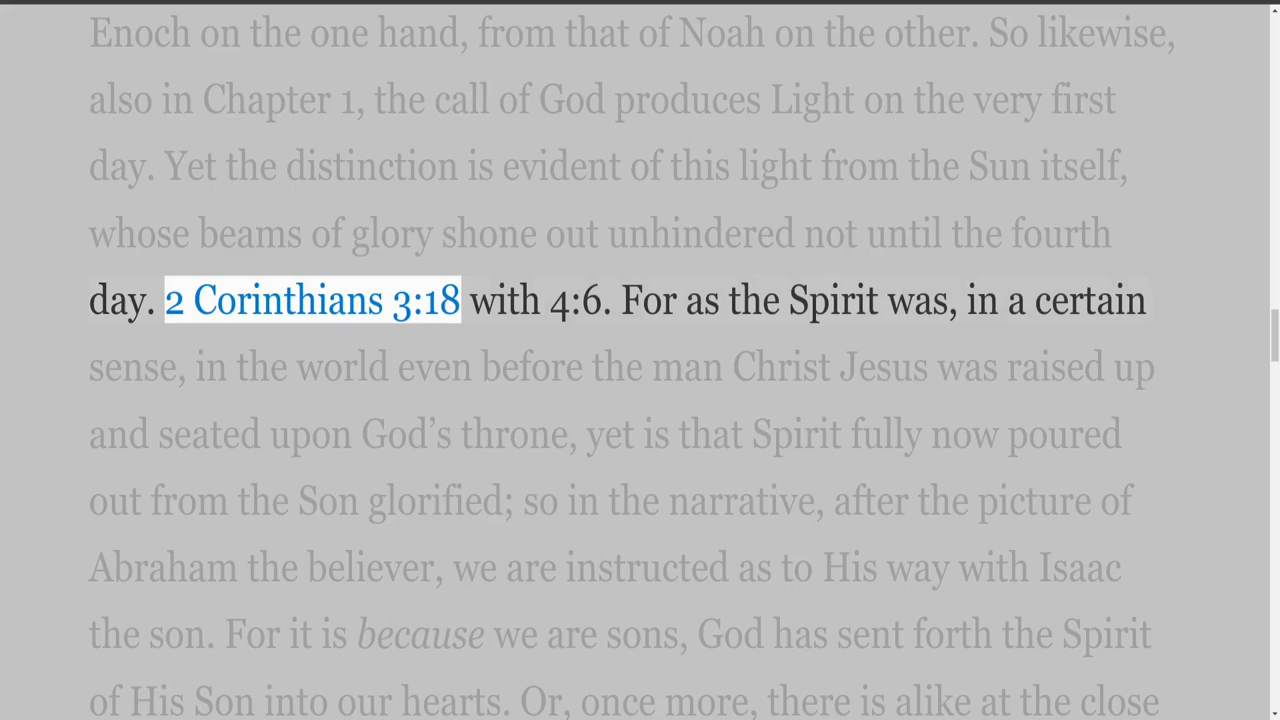 Enoch on the one hand, from that of Noah on the other. So likewise,
also in Chapter 1, the call of God produces Light on the very first
day. Yet the distinction is evident of this light from the Sun itself,
whose beams of glory shone out unhindered not until the fourth
day. 2 Corinthians 3:18 with 4:6. For as the Spirit was, in a certain
sense, in the world even before the man Christ Jesus was raised up
and seated upon God’s throne, yet is that Spirit fully now poured
out from the Son glorified; so in the narrative, after the picture of
Abraham the believer, we are instructed as to His way with Isaac
the son. For it is because we are sons, God has sent forth the Spirit
of His Son into our hearts. Or, once more, there is alike at the close